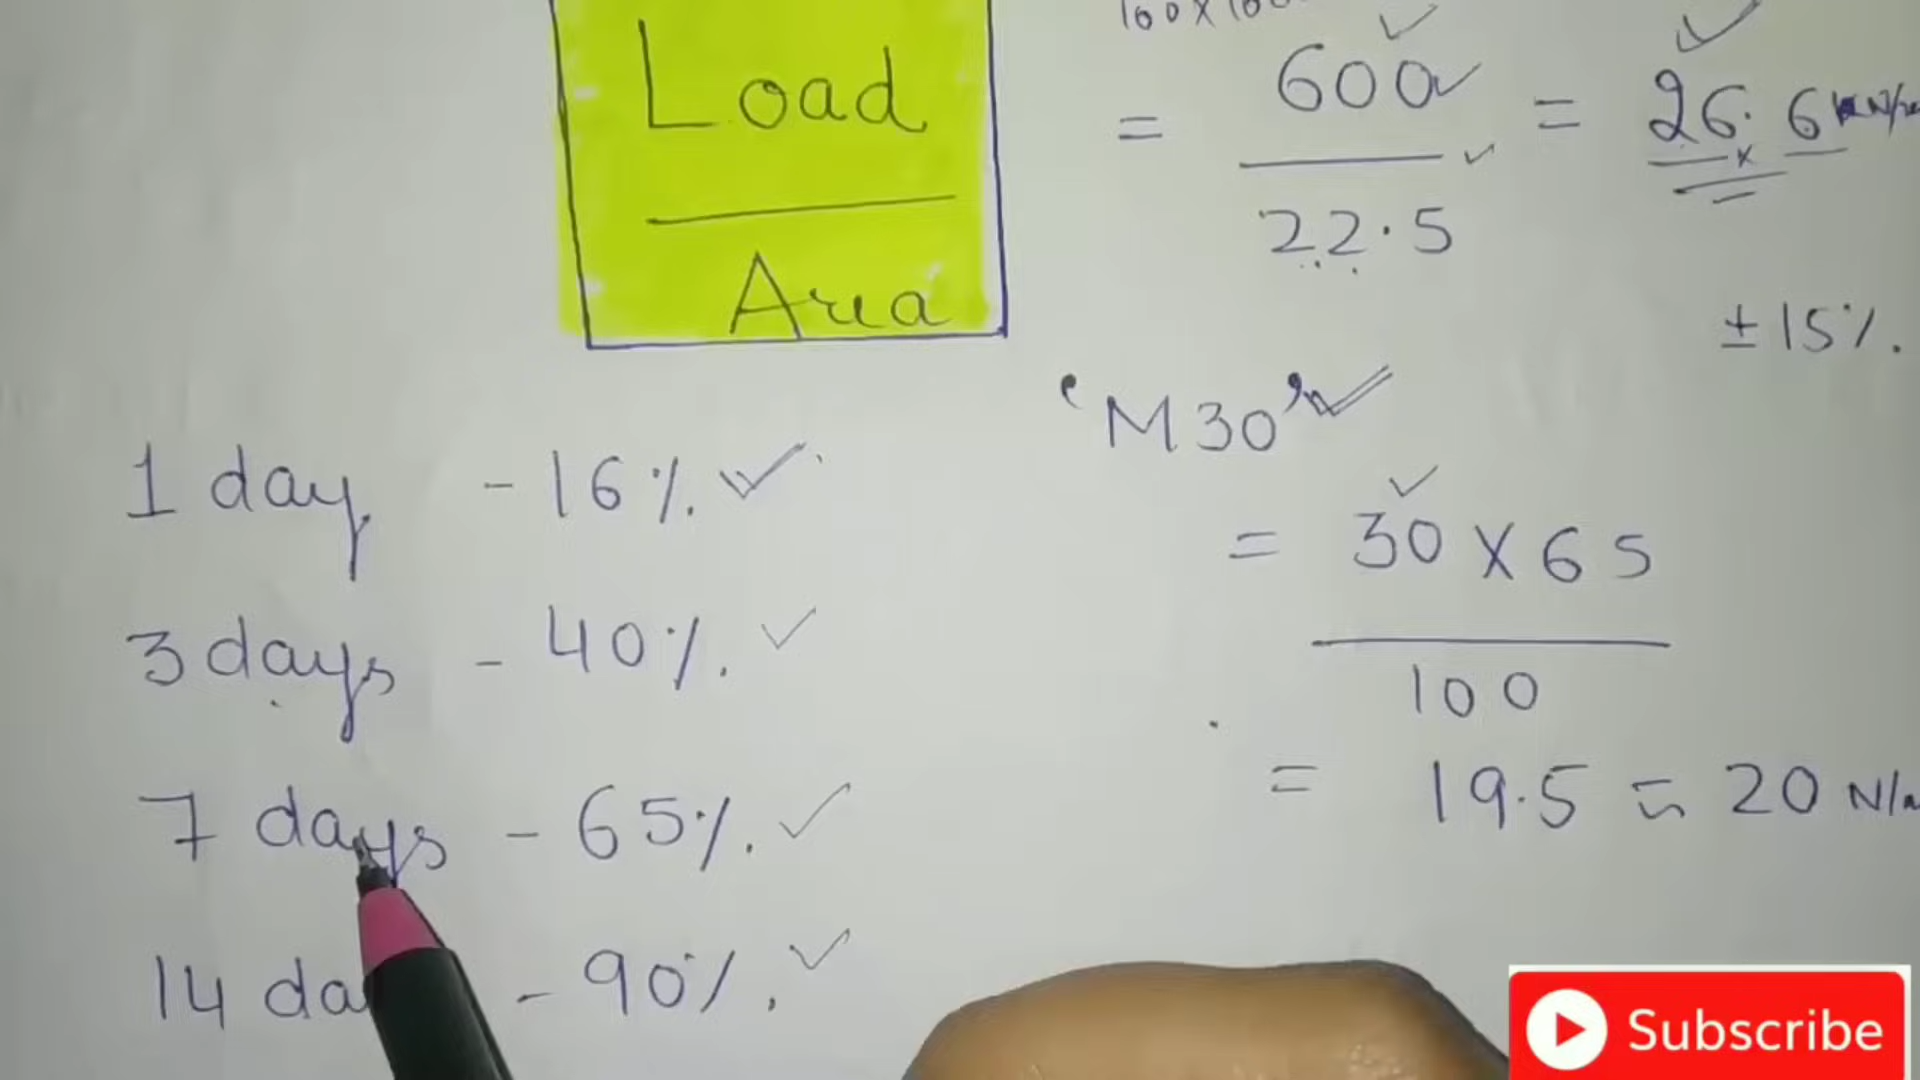 Load
Area
= 600 = 26.6
22.5
±15%.
'M30'
= 30 X 65
100
= 19.5 ≈ 20 N/
1 day - 16%.
3 days - 40%.
7 days - 65%.
14 da - 90%.
Subscribe